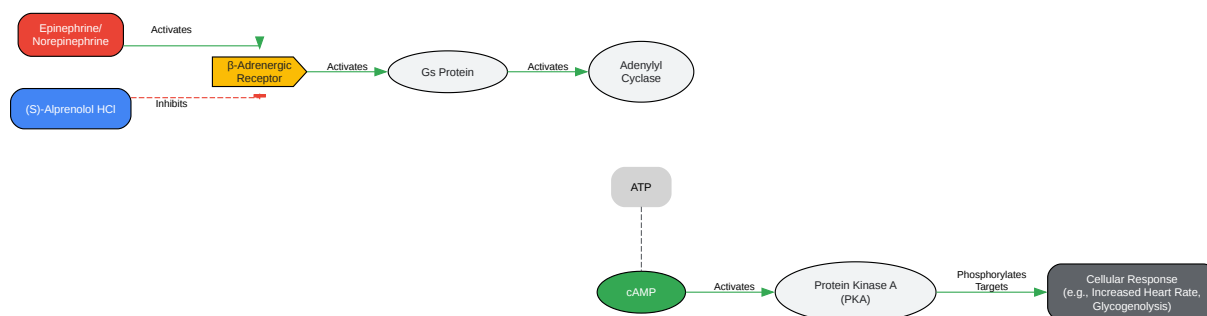 Epinephrine/
Norepinephrine
Activates
β-Adrenergic
Receptor
Activates
Gs Protein
Activates
Adenylyl
Cyclase
(S)-Alprenolol HCl
Inhibits
ATP
cAMP
Activates
Protein Kinase A
(PKA)
Phosphorylates
Targets
Cellular Response
(e.g., Increased Heart Rate,
Glycogenolysis)